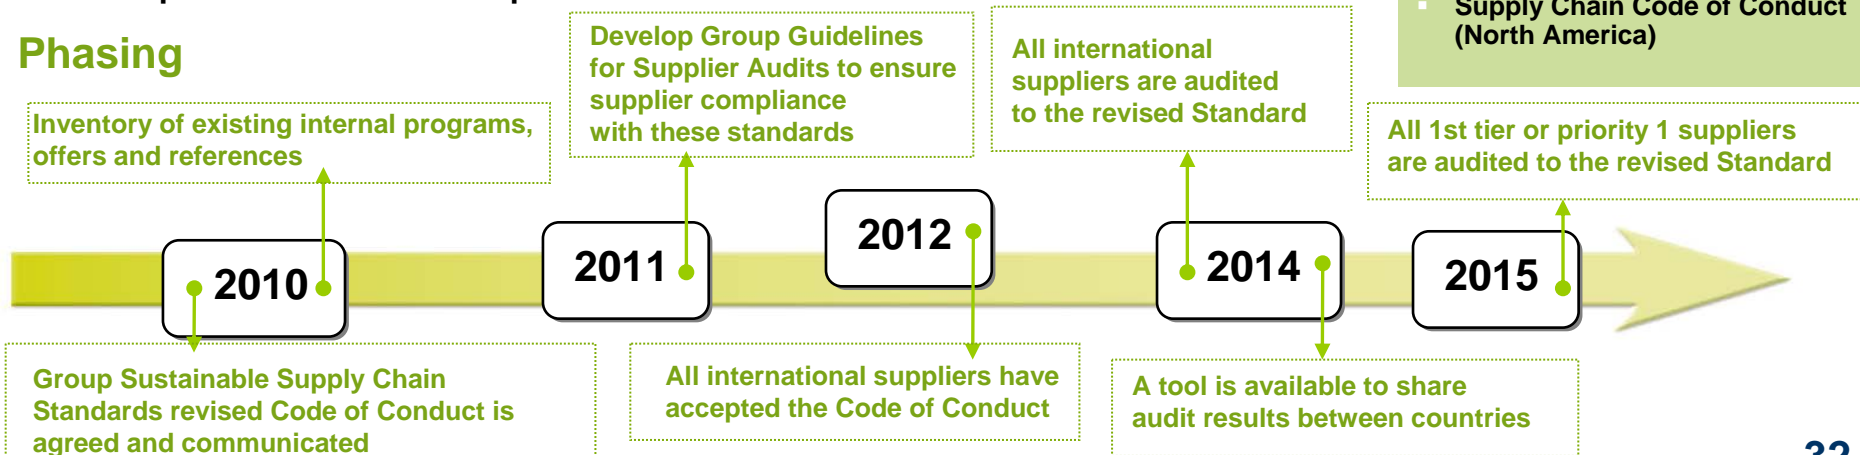 Supply Chain Code of Conduct
(North America)
Phasing
Inventory of existing internal programs,
offers and references
Develop Group Guidelines
for Supplier Audits to ensure
supplier compliance
with these standards
All international
suppliers are audited
to the revised Standard
All 1st tier or priority 1 suppliers
are audited to the revised Standard
2010
2011
2012
2014
2015
Group Sustainable Supply Chain
Standards revised Code of Conduct is
agreed and communicated
All international suppliers have
accepted the Code of Conduct
A tool is available to share
audit results between countries
32